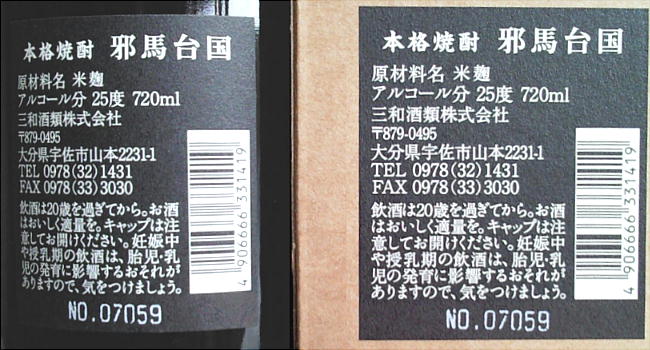 本格焼酎 邪馬台国
原材料名 米麹
アルコール分 25度 720ml
三和酒類株式会社
〒879-0495
大分県宇佐市山本2231-1
TEL 0978(32)1431
FAX 0978(33)3030
飲酒は20歳を過ぎてから。お酒
はおいしく適量を。キャップは注
意してお開けください。妊娠中
や授乳期の飲酒は、胎児・乳
児の発育に影響するおそれが
ありますので、気をつけましょう。
4906666331419
NO.07059
本格焼酎 邪馬台国
原材料名 米麹
アルコール分 25度 720ml
三和酒類株式会社
〒879-0495
大分県宇佐市山本2231-1
TEL 0978(32)1431
FAX 0978(33)3030
飲酒は20歳を過ぎてから。お酒
はおいしく適量を。キャップは注
意してお開けください。妊娠中
や授乳期の飲酒は、胎児・乳
児の発育に影響するおそれが
ありますので、気をつけましょう。
4906666331419
NO.07059